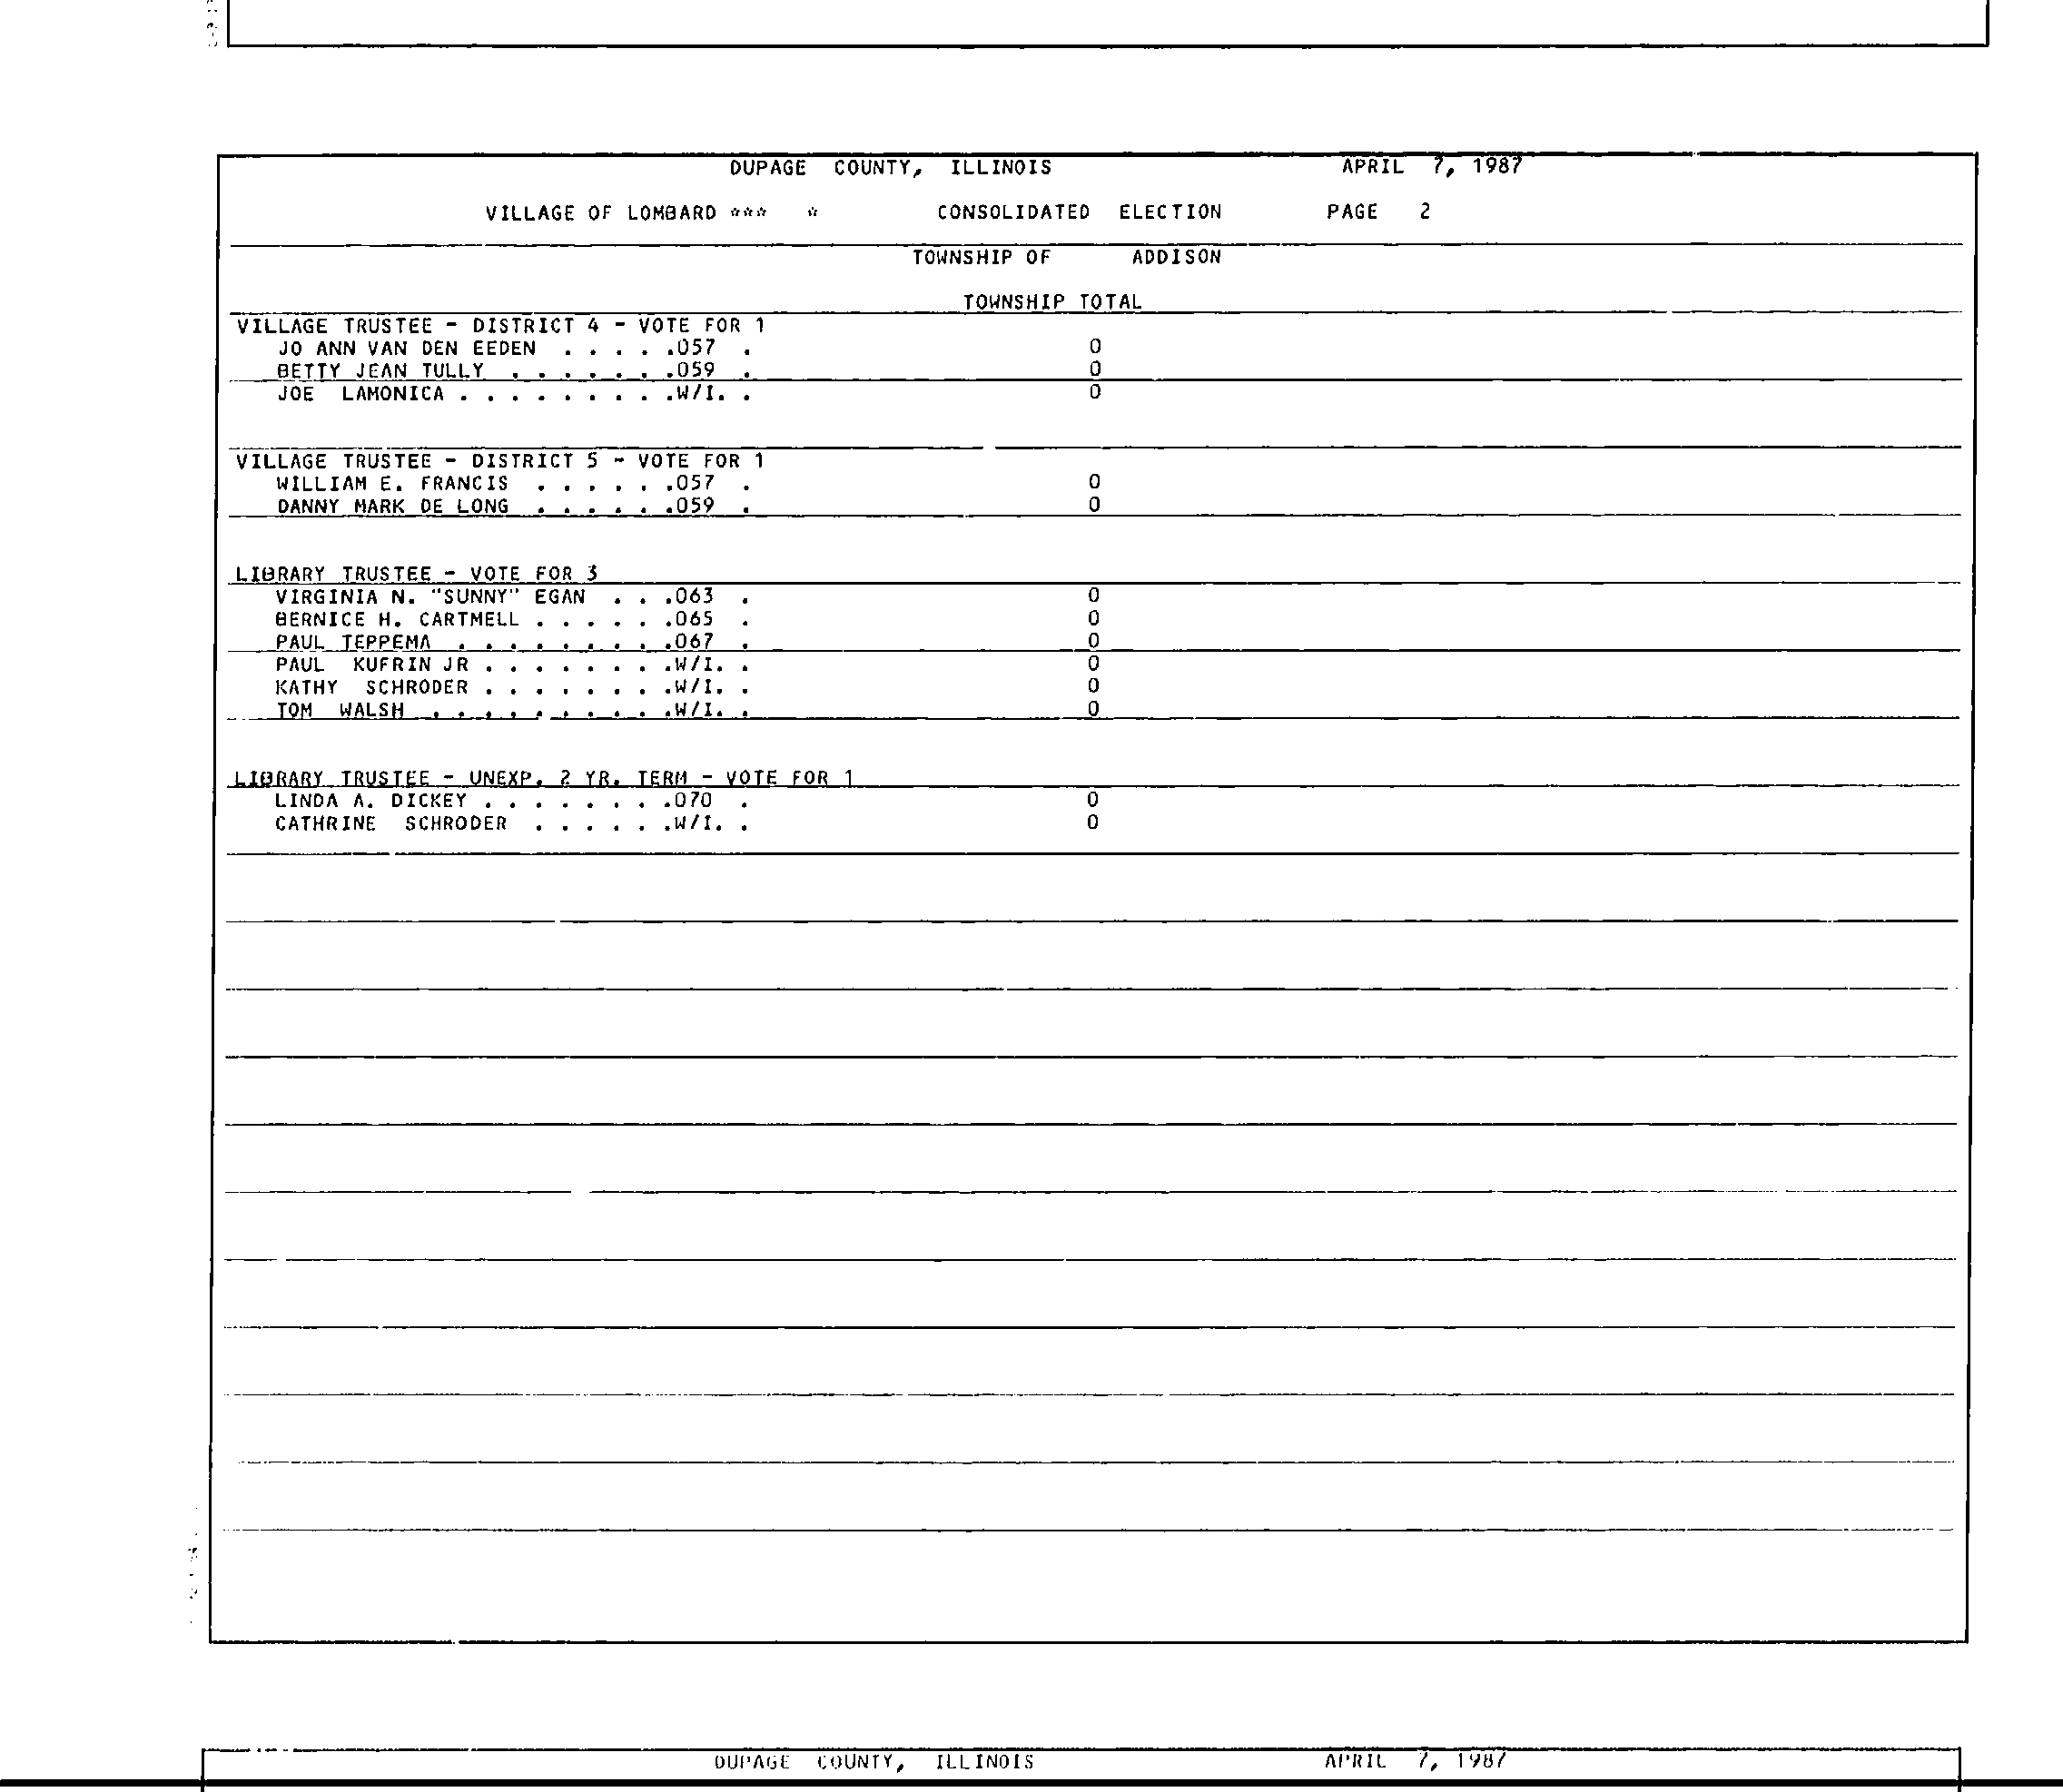 DUPAGE COUNTY, ILLINOIS APRIL 7, 1987
VILLAGE OF LOMBARD *** * CONSOLIDATED ELECTION PAGE 2
TOWNSHIP OF ADDISON
TOWNSHIP TOTAL
VILLAGE TRUSTEE - DISTRICT 4 - VOTE FOR 1
JO ANN VAN DEN EEDEN . . . . .057 . 0
BETTY JEAN TULLY . . . . . . .059 . 0
JOE LAMONICA . . . . . . . . .W/I. . 0
VILLAGE TRUSTEE - DISTRICT 5 - VOTE FOR 1
WILLIAM E. FRANCIS . . . . . .057 . 0
DANNY MARK DE LONG . . . . . .059 . 0
LIBRARY TRUSTEE - VOTE FOR 3
VIRGINIA N. "SUNNY" EGAN . . .063 . 0
BERNICE H. CARTMELL . . . . . .065 . 0
PAUL TEPPEMA . . . . . . . . .067 . 0
PAUL KUFRIN JR . . . . . . . .W/I. . 0
KATHY SCHRODER . . . . . . . .W/I. . 0
TOM WALSH . . . . . . . . . .W/I. . 0
LIBRARY TRUSTEE - UNEXP. 2 YR. TERM - VOTE FOR 1
LINDA A. DICKEY . . . . . . . .070 . 0
CATHRINE SCHRODER . . . . . .W/I. . 0
DUPAGE COUNTY, ILLINOIS APRIL 7, 1987